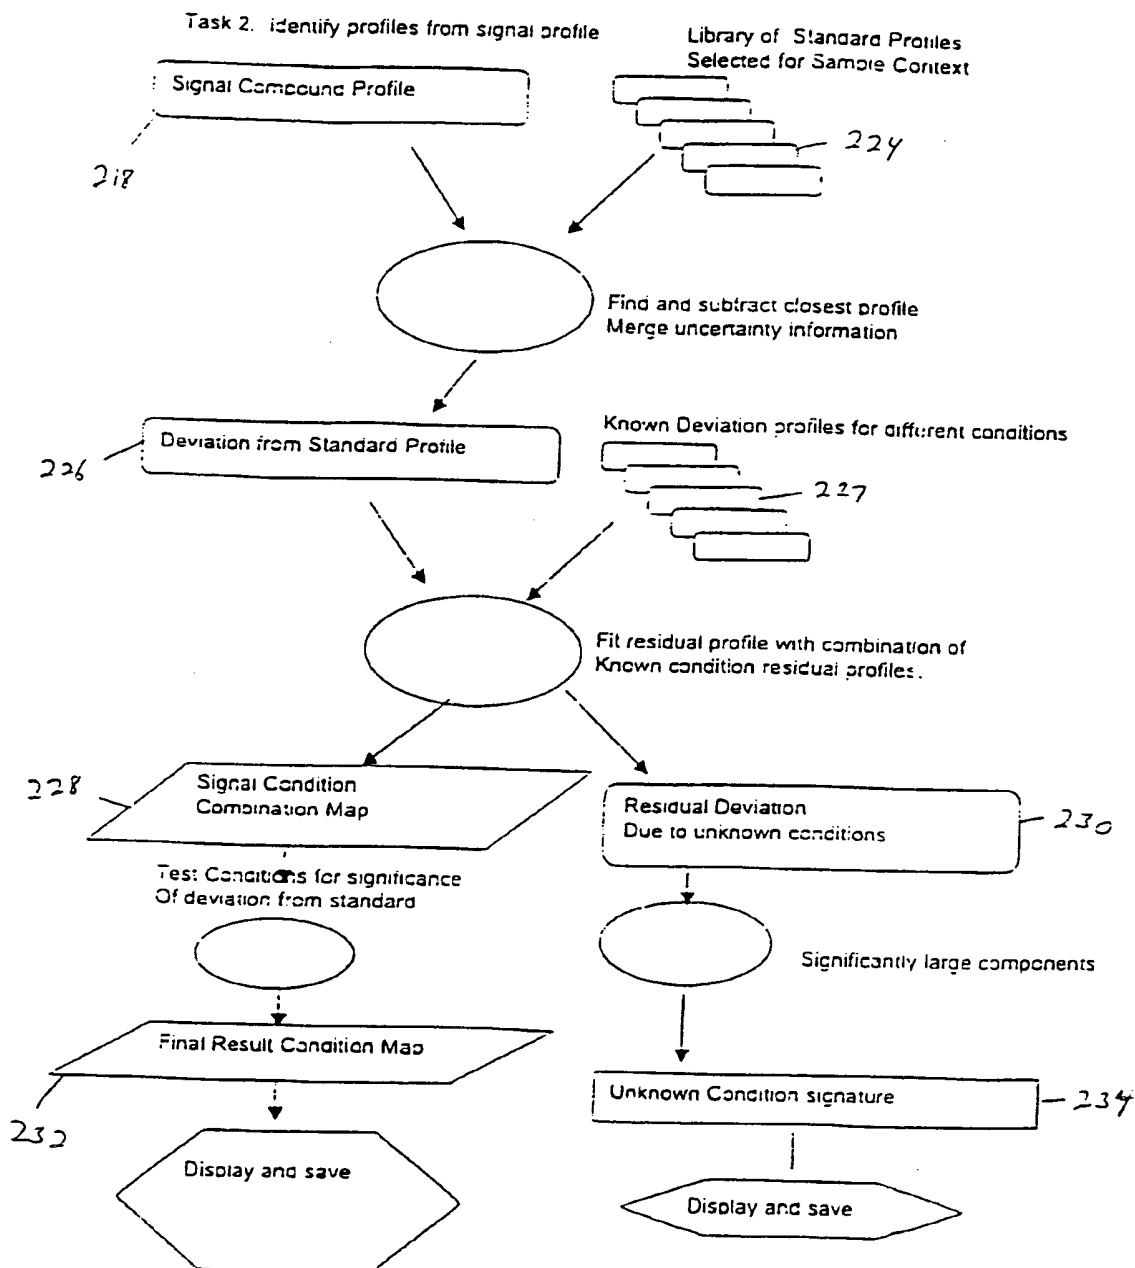 Task 2. identify profiles from signal profile
Library of Standard Profiles
Selected for Sample Context
Signal Compound Profile
224
218
Find and subtract closest profile
Merge uncertainty information
Known Deviation profiles for different conditions
Deviation from Standard Profile
226
227
Fit residual profile with combination of
Known condition residual profiles.
Signal Condition
Combination Map
228
Residual Deviation
Due to unknown conditions
230
Test Conditions for significance
Of deviation from standard
Significantly large components
Final Result Condition Map
Unknown Condition signature
234
232
Display and save
Display and save